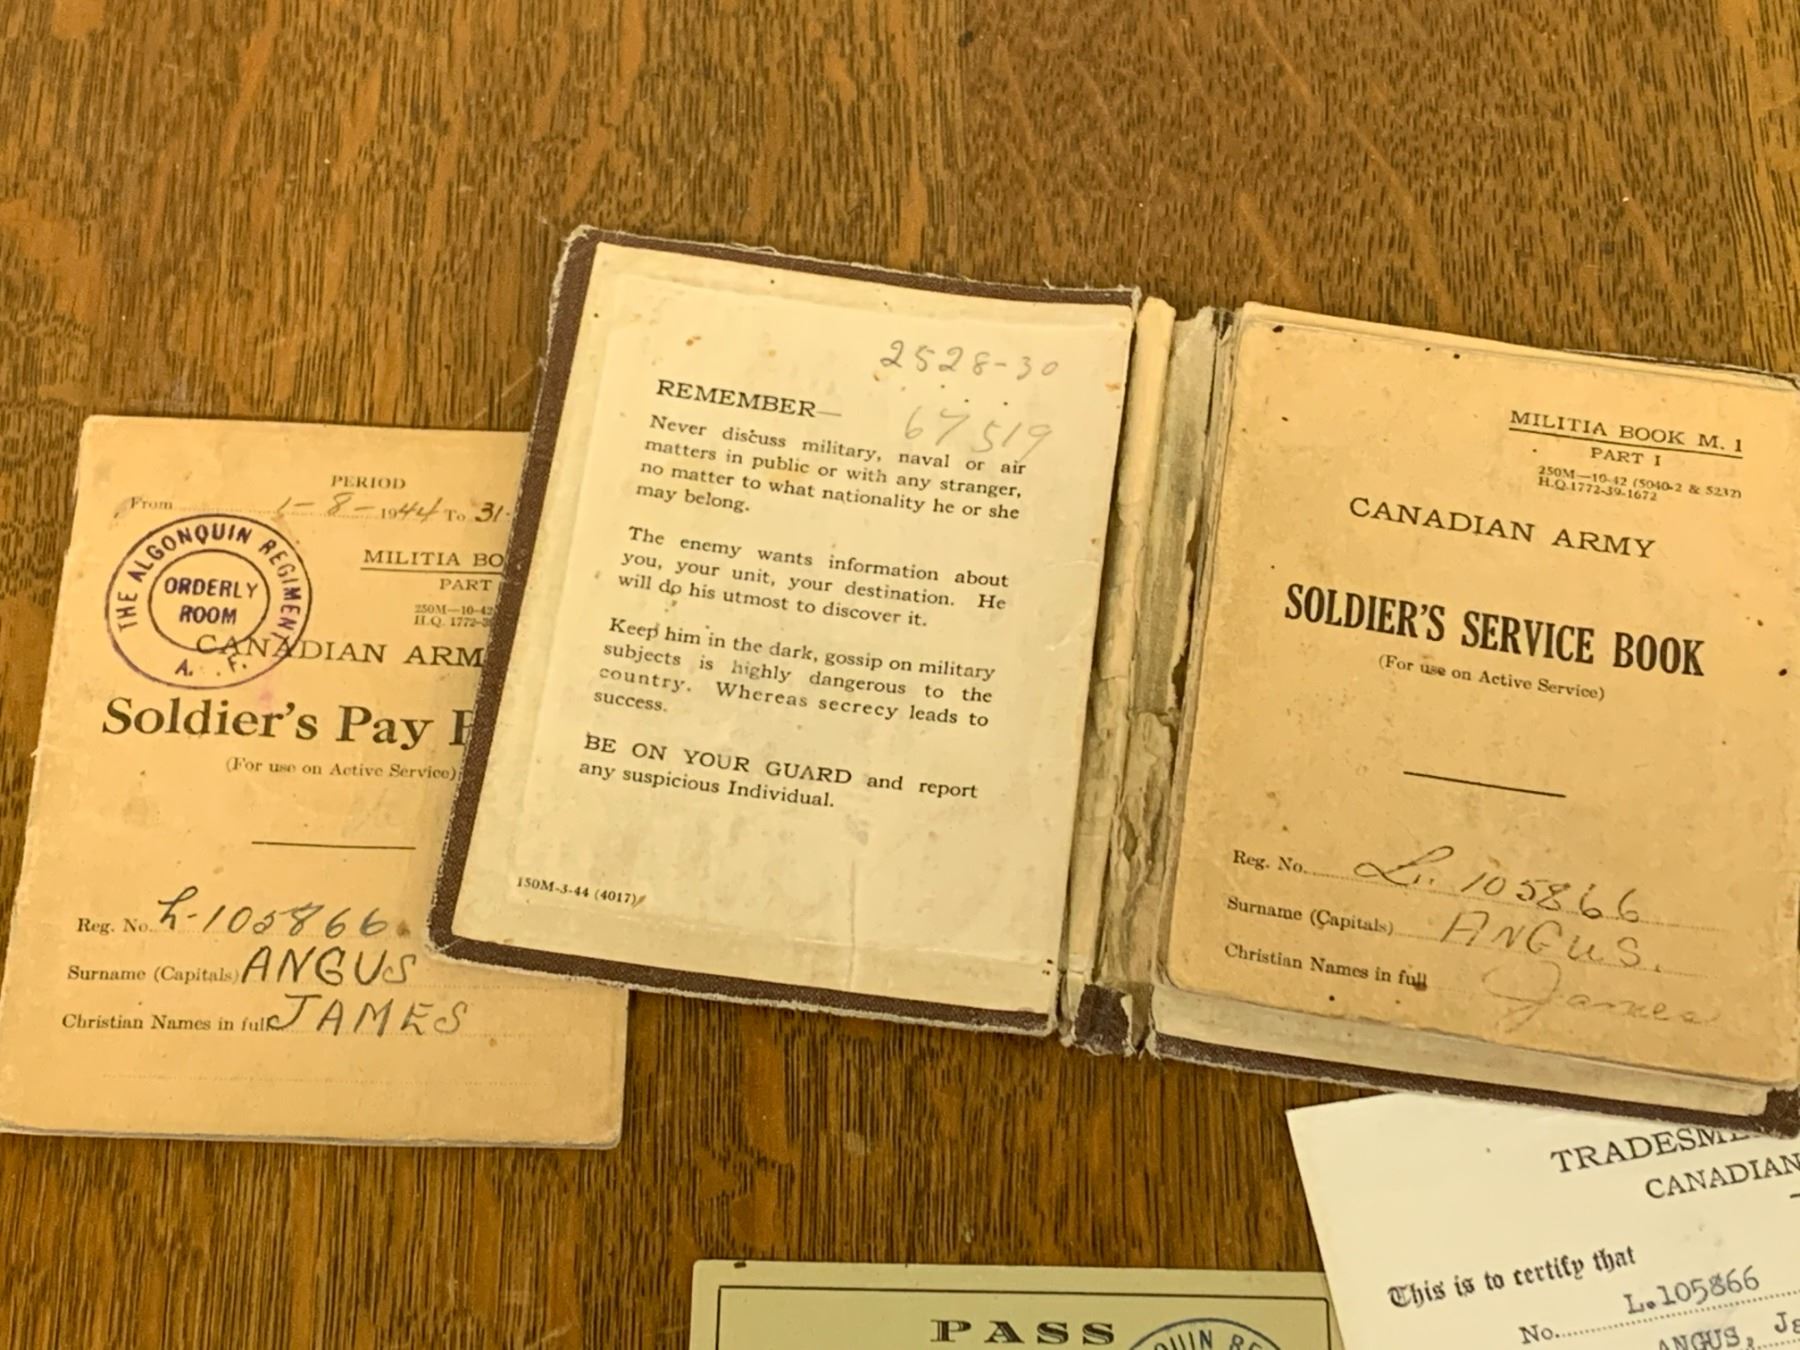 PERIOD
From 1-8-1944 To 31-
THE ALGONQUIN REGIMENT
ORDERLY
ROOM
A. F.
MILITIA BO
PART
250M-10-42
H.Q. 1772-3
CANADIAN ARM
Soldier's Pay
(For use on Active Service)
Reg. No. L-105866
Surname (Capitals) ANGUS
Christian Names in full JAMES
2528-30
67519
REMEMBER—
Never discuss military, naval or air
matters in public or with any stranger,
no matter to what nationality he or she
may belong.
The enemy wants information about
you, your unit, your destination. He
will do his utmost to discover it.
Keep him in the dark, gossip on military
subjects is highly dangerous to the
country. Whereas secrecy leads to
success.
BE ON YOUR GUARD and report
any suspicious Individual.
150M-3-44 (4017)
MILITIA BOOK M. 1
PART I
250M—10-42 (5040-2 & 5232)
H.Q. 1772-39-1672
CANADIAN ARMY
SOLDIER'S SERVICE BOOK
(For use on Active Service)
Reg. No. L. 105866
Surname (Capitals) ANGUS.
Christian Names in full James
TRADESME
CANADIAN
This is to certify that
No. L.105866
ANGUS, Ja
PASS
QUIN RE